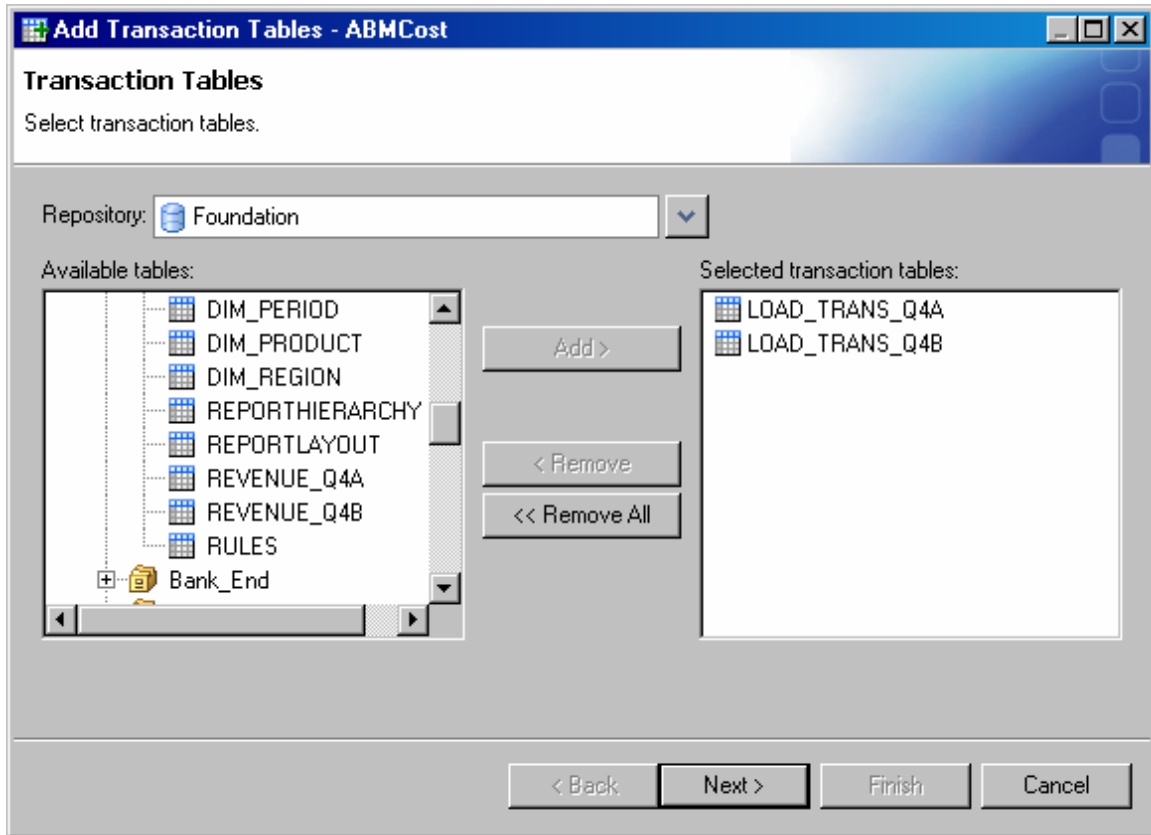 Add Transaction Tables - ABMCost
Transaction Tables
Select transaction tables.
Repository: Foundation
Available tables:
DIM_PERIOD
DIM_PRODUCT
DIM_REGION
REPORTHIERARCHY
REPORTLAYOUT
REVENUE_Q4A
REVENUE_Q4B
RULES
Bank_End
Add >
< Remove
<< Remove All
Selected transaction tables:
LOAD_TRANS_Q4A
LOAD_TRANS_Q4B
< Back
Next >
Finish
Cancel